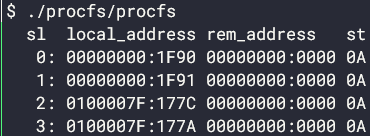 $ ./procfs/procfs
sl local_address rem_address st
0: 00000000:1F90 00000000:0000 0A
1: 00000000:1F91 00000000:0000 0A
2: 0100007F:177C 00000000:0000 0A
3: 0100007F:177A 00000000:0000 0A